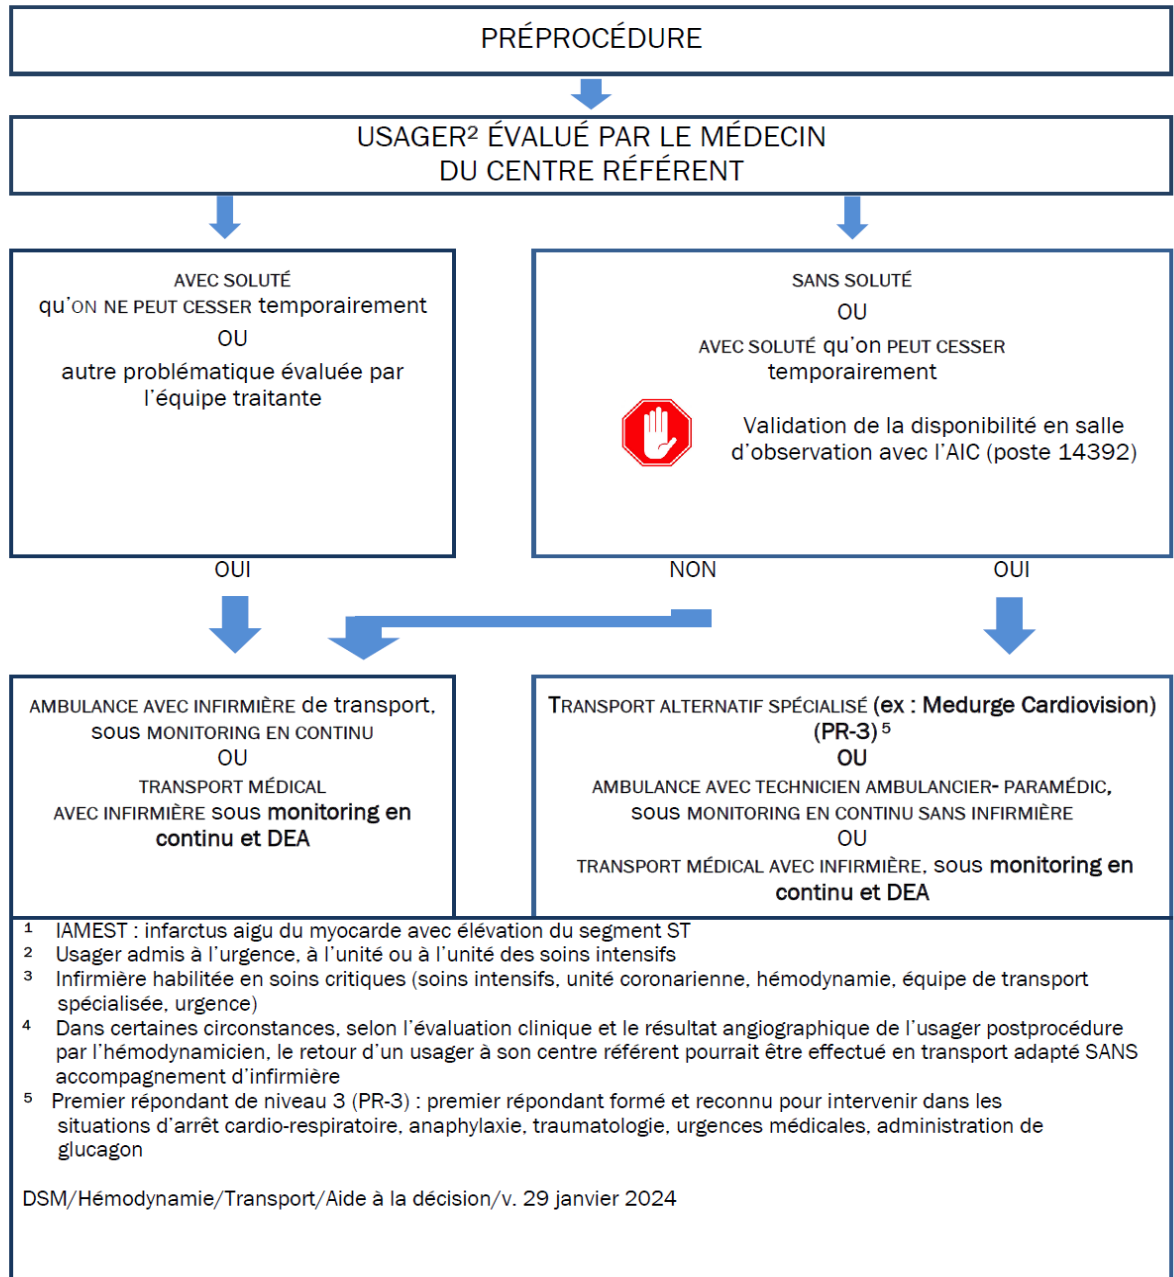 PRÉPROCÉDURE
USAGER² ÉVALUÉ PAR LE MÉDECIN
DU CENTRE RÉFÉRENT
AVEC SOLUTÉ
qu'ON NE PEUT CESSER temporairement
OU
autre problématique évaluée par
l'équipe traitante
SANS SOLUTÉ
OU
AVEC SOLUTÉ qu'on PEUT CESSER
temporairement
Validation de la disponibilité en salle
d'observation avec l'AIC (poste 14392)
OUI
NON
OUI
AMBULANCE AVEC INFIRMIÈRE de transport,
sous MONITORING EN CONTINU
OU
TRANSPORT MÉDICAL
AVEC INFIRMIÈRE sous monitoring en
continu et DEA
TRANSPORT ALTERNATIF SPÉCIALISÉ (ex : Medurge Cardiovision)
(PR-3) ⁵
OU
AMBULANCE AVEC TECHNICIEN AMBULANCIER- PARAMÉDIC,
sous MONITORING EN CONTINU SANS INFIRMIÈRE
OU
TRANSPORT MÉDICAL AVEC INFIRMIÈRE, sous monitoring en
continu et DEA
¹ IAMEST : infarctus aigu du myocarde avec élévation du segment ST
² Usager admis à l'urgence, à l'unité ou à l'unité des soins intensifs
³ Infirmière habilitée en soins critiques (soins intensifs, unité coronarienne, hémodynamie, équipe de transport
spécialisée, urgence)
⁴ Dans certaines circonstances, selon l'évaluation clinique et le résultat angiographique de l'usager postprocédure
par l'hémodynamicien, le retour d'un usager à son centre référent pourrait être effectué en transport adapté SANS
accompagnement d'infirmière
⁵ Premier répondant de niveau 3 (PR-3) : premier répondant formé et reconnu pour intervenir dans les
situations d'arrêt cardio-respiratoire, anaphylaxie, traumatologie, urgences médicales, administration de
glucagon
DSM/Hémodynamie/Transport/Aide à la décision/v. 29 janvier 2024